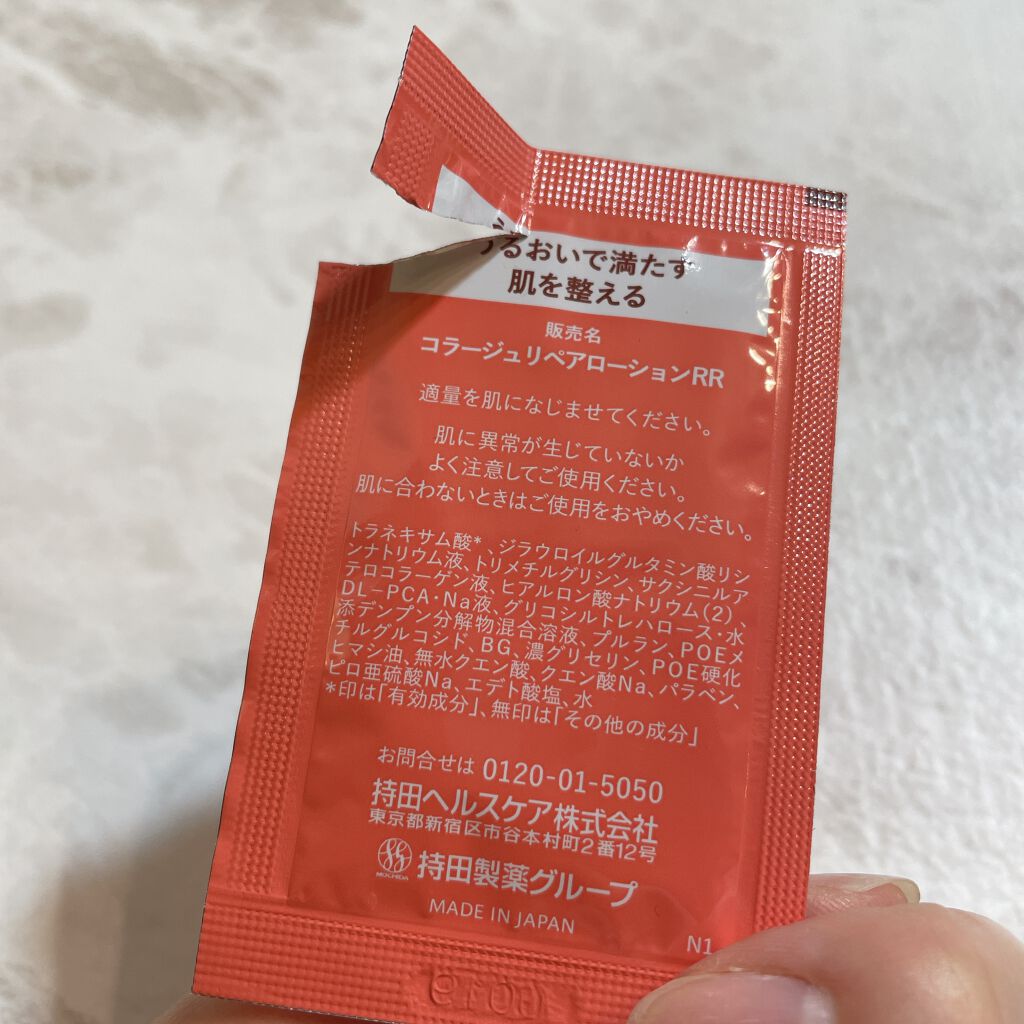 うるおいで満たす
肌を整える
販売名
コラージュリペアローションRR
適量を肌になじませてください。
肌に異常が生じていないか
よく注意してご使用ください。
肌に合わないときはご使用をおやめください。
トラネキサム酸*、ジラウロイルグルタミン酸リシ
ンナトリウム液、トリメチルグリシン、サクシニルア
テロコラーゲン液、ヒアルロン酸ナトリウム(2)、
DL-PCA・Na液、グリコシルトレハロース・水
添デンプン分解物混合溶液、プルラン、POEメ
チルグルコシド、BG、濃グリセリン、POE硬化
ヒマシ油、無水クエン酸、クエン酸Na、パラベン、
ピロ亜硫酸Na、エデト酸塩、水
*印は「有効成分」、無印は「その他の成分」
お問合せは 0120-01-5050
持田ヘルスケア株式会社
東京都新宿区市谷本村町2番12号
MOCHIDA 持田製薬グループ
MADE IN JAPAN
N1